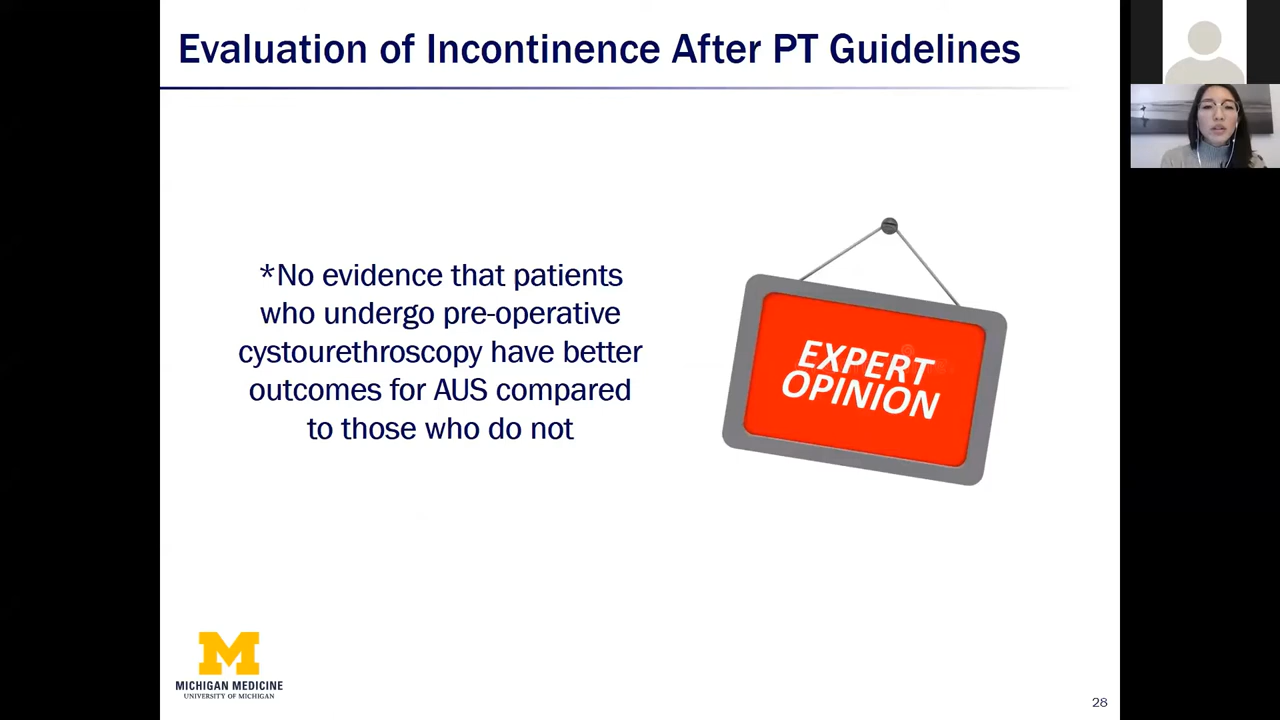 Evaluation of Incontinence After PT Guidelines
*No evidence that patients
who undergo pre-operative
cystourethroscopy have better
outcomes for AUS compared
to those who do not
EXPERT
OPINION
M
MICHIGAN MEDICINE
UNIVERSITY OF MICHIGAN
28